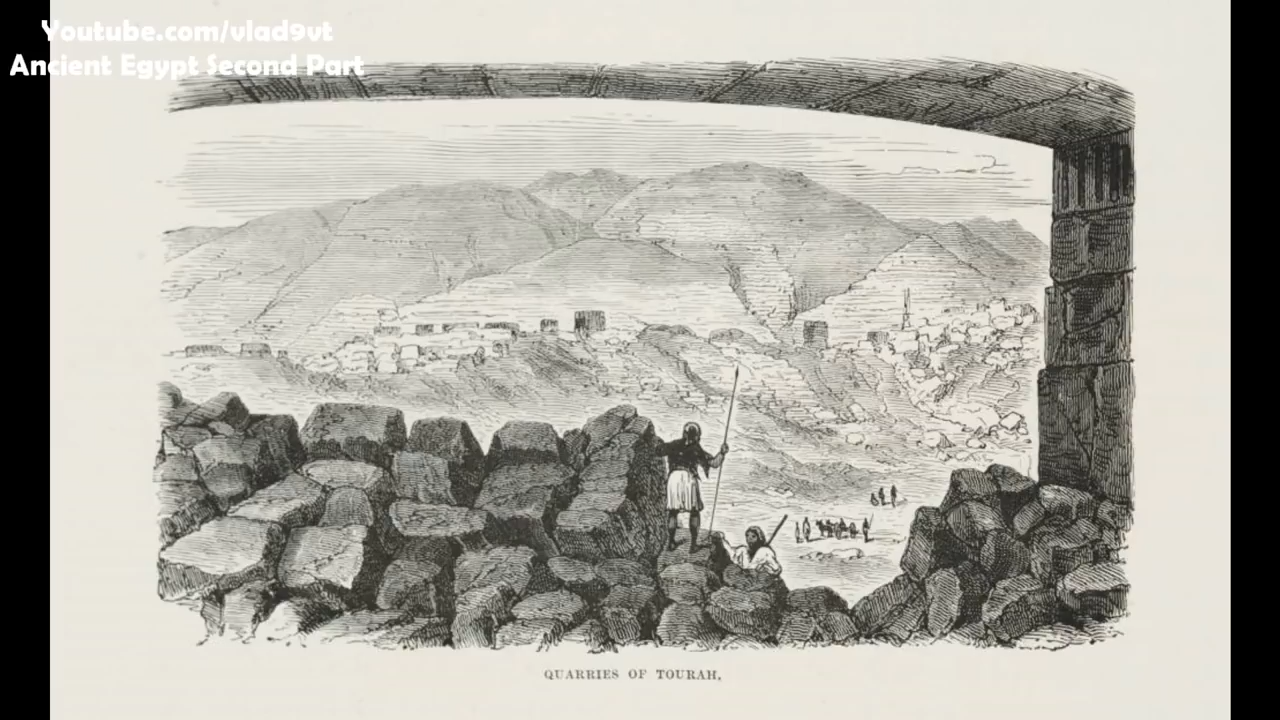 Youtube.com/vlad9vt
Ancient Egypt Second Part
QUARRIES OF TOURAH.